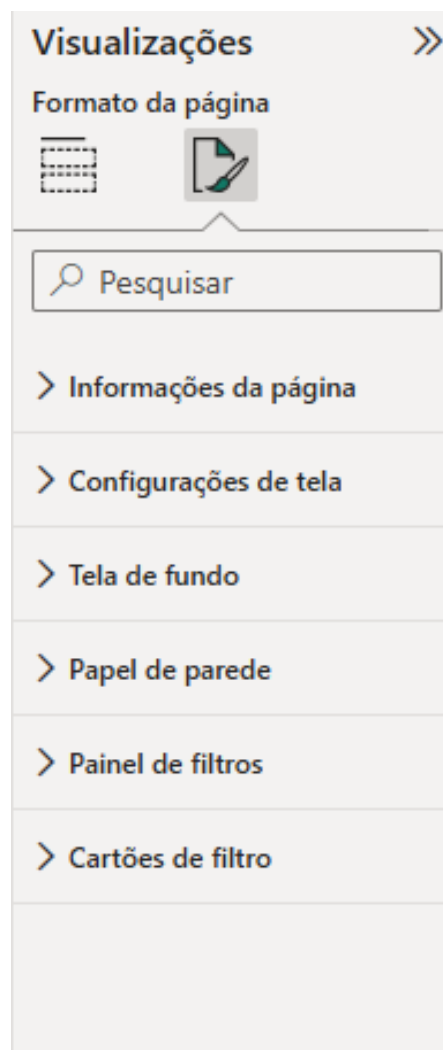 Visualizações
Formato da página
Pesquisar
Informações da página
Configurações de tela
Tela de fundo
Papel de parede
Painel de filtros
Cartões de filtro